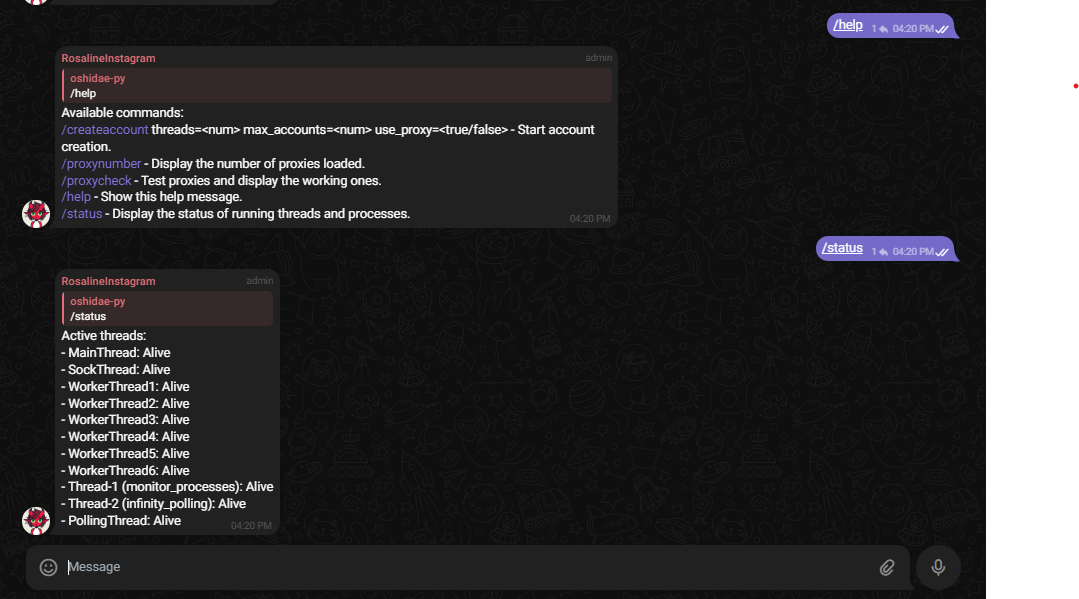 /help 1 04:20 PM
RosalineInstagram admin
oshidae-py
/help
Available commands:
/createaccount threads=<num> max_accounts=<num> use_proxy=<true/false> - Start account
creation.
/proxynumber - Display the number of proxies loaded.
/proxycheck - Test proxies and display the working ones.
/help - Show this help message.
/status - Display the status of running threads and processes.
04:20 PM
/status 1 04:20 PM
RosalineInstagram admin
oshidae-py
/status
Active threads:
- MainThread: Alive
- SockThread: Alive
- WorkerThread1: Alive
- WorkerThread2: Alive
- WorkerThread3: Alive
- WorkerThread4: Alive
- WorkerThread5: Alive
- WorkerThread6: Alive
- Thread-1 (monitor_processes): Alive
- Thread-2 (infinity_polling): Alive
- PollingThread: Alive
04:20 PM
Message